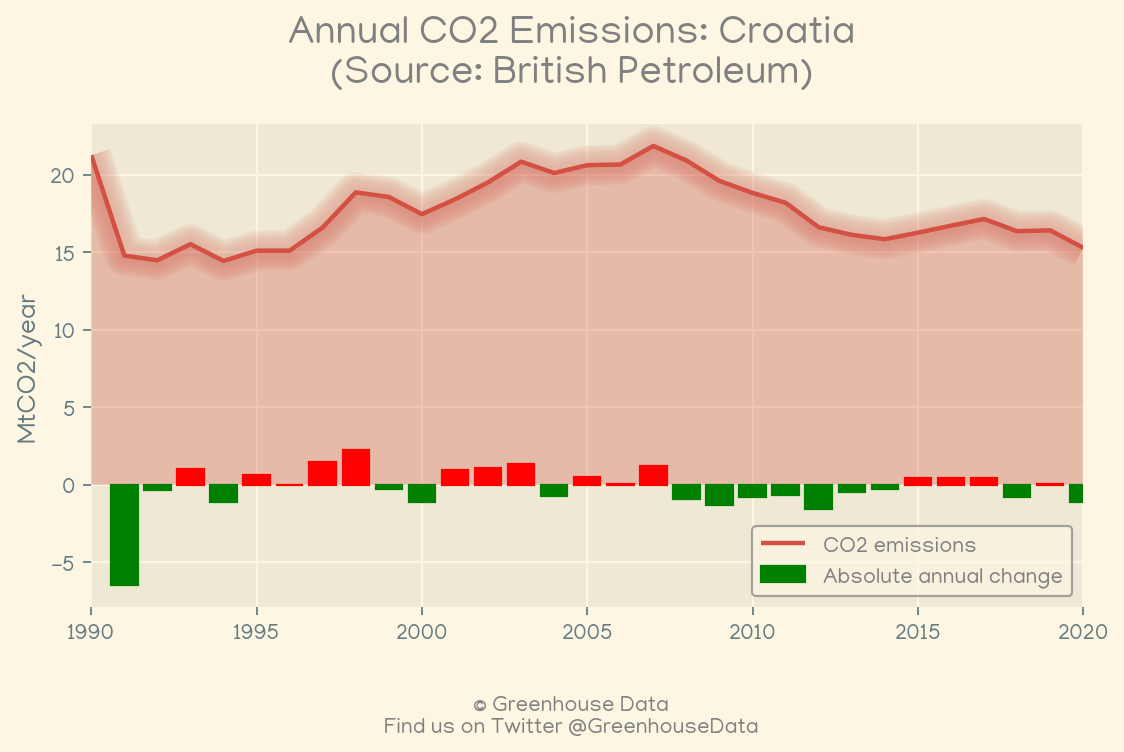 Annual CO2 Emissions: Croatia
(Source: British Petroleum)
MtCO2/year
20
15
10
5
0
−5
CO2 emissions
Absolute annual change
1990 1995 2000 2005 2010 2015 2020
© Greenhouse Data
Find us on Twitter @GreenhouseData